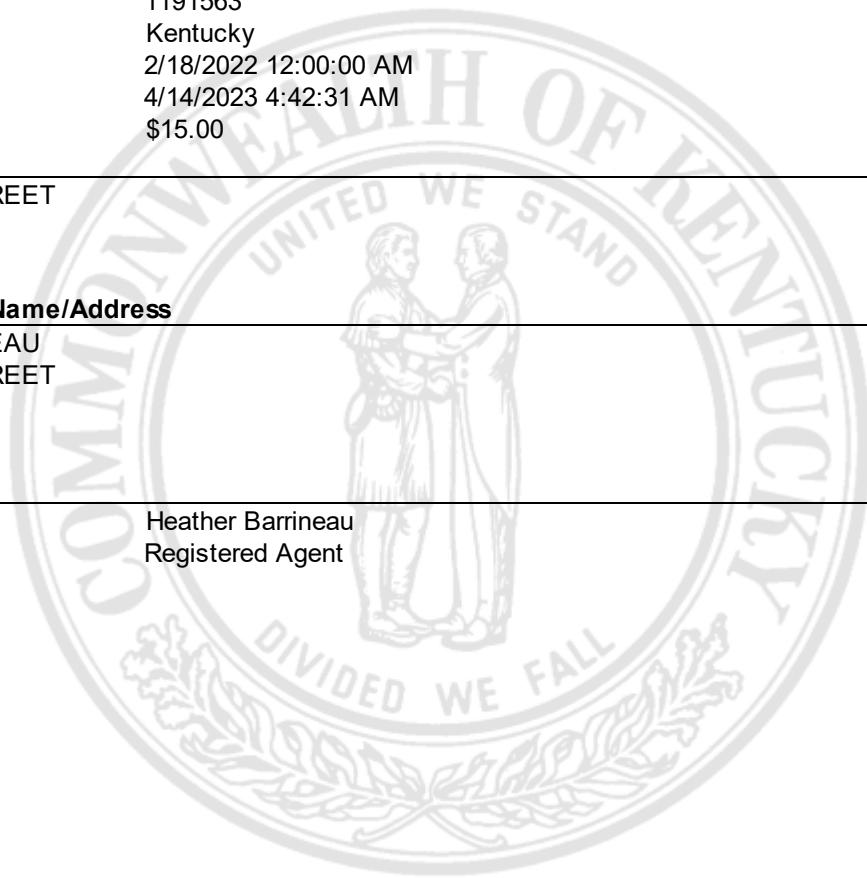 1191563
Kentucky
2/18/2022 12:00:00 AM
4/14/2023 4:42:31 AM
$15.00
REET
Name/Address
EAU
REET
Heather Barrineau
Registered Agent
COMMONWEALTH OF KENTUCKY
UNITED WE STAND
DIVIDED WE FALL